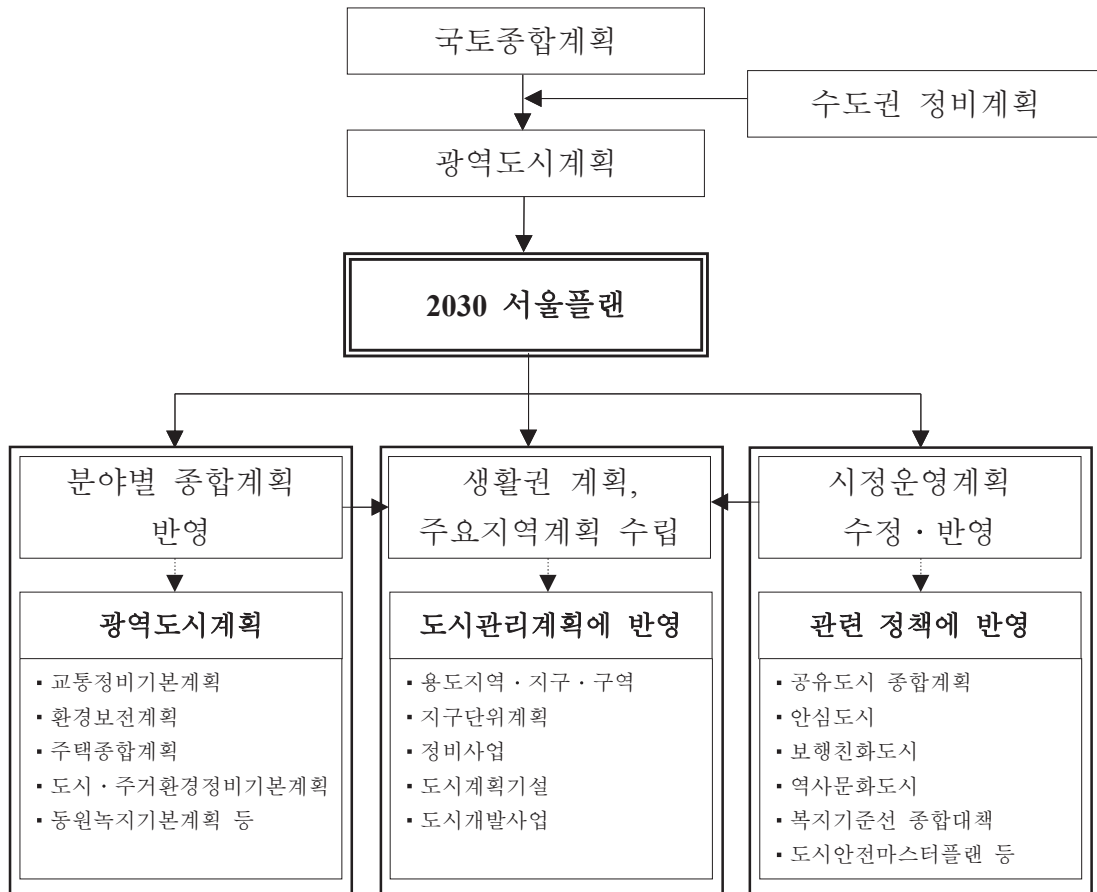 국토종합계획
수도권 정비계획
광역도시계획
2030 서울플랜
분야별 종합계획
반영
광역도시계획
▪ 교통정비기본계획
▪ 환경보전계획
▪ 주택종합계획
▪ 도시 · 주거환경정비기본계획
▪ 동원녹지기본계획 등
생활권 계획,
주요지역계획 수립
도시관리계획에 반영
▪ 용도지역 · 지구 · 구역
▪ 지구단위계획
▪ 정비사업
▪ 도시계획기설
▪ 도시개발사업
시정운영계획
수정 · 반영
관련 정책에 반영
▪ 공유도시 종합계획
▪ 안심도시
▪ 보행친화도시
▪ 역사문화도시
▪ 복지기준선 종합대책
▪ 도시안전마스터플랜 등